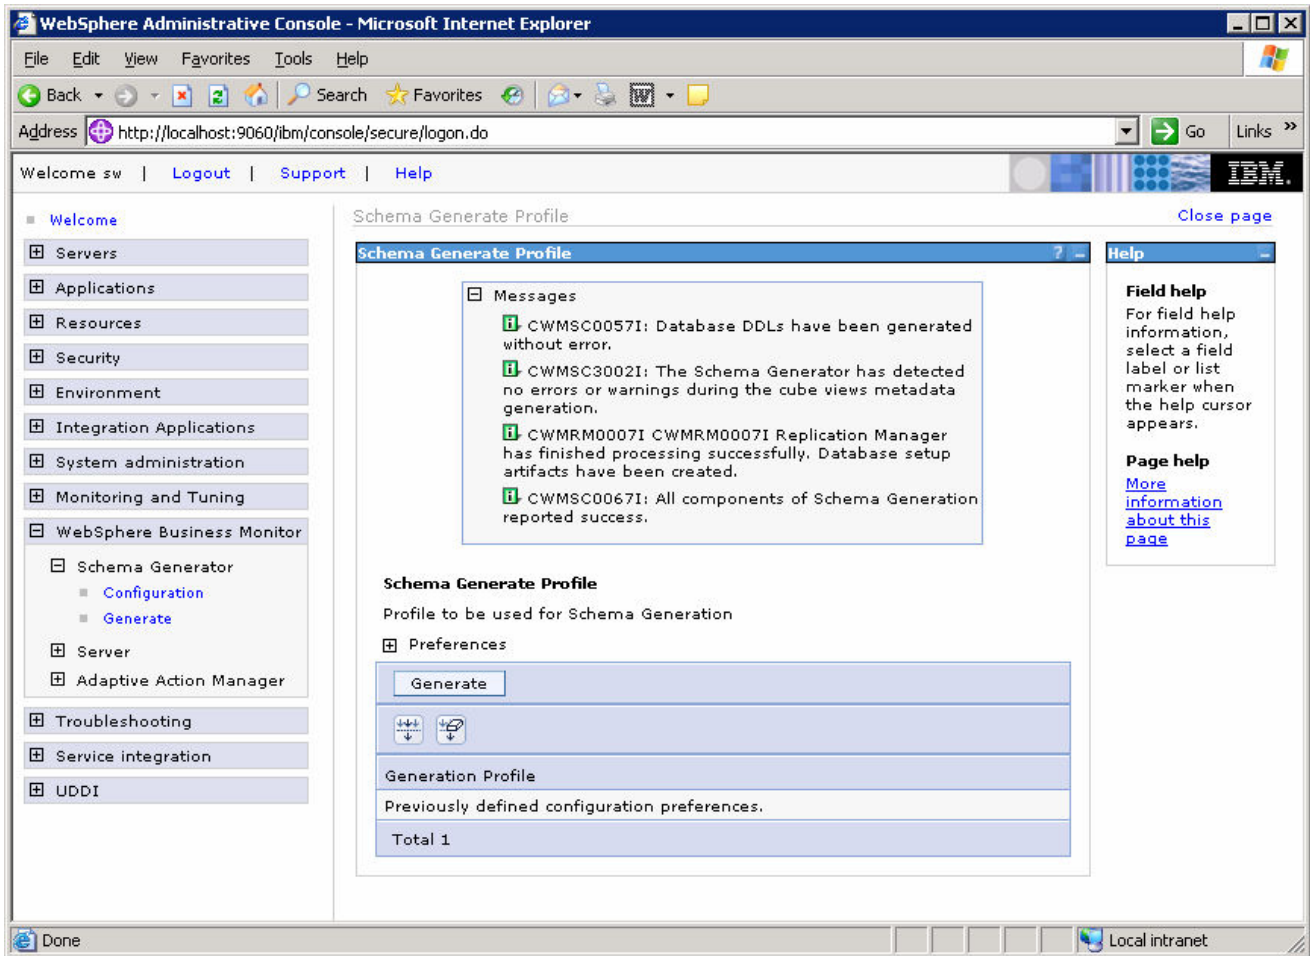 WebSphere Administrative Console - Microsoft Internet Explorer
File Edit View Favorites Tools Help
Back Search Favorites
Address http://localhost:9060/ibm/console/secure/logon.do Go Links »
Welcome sw | Logout | Support | Help IBM.
Welcome
Servers
Applications
Resources
Security
Environment
Integration Applications
System administration
Monitoring and Tuning
WebSphere Business Monitor
Schema Generator
Configuration
Generate
Server
Adaptive Action Manager
Troubleshooting
Service integration
UDDI
Schema Generate Profile
Close page
Schema Generate Profile ? -
Messages
CWMSC0057I: Database DDLs have been generated
without error.
CWMSC3002I: The Schema Generator has detected
no errors or warnings during the cube views metadata
generation.
CWMRM0007I CWMRM0007I Replication Manager
has finished processing successfully. Database setup
artifacts have been created.
CWMSC0067I: All components of Schema Generation
reported success.
Schema Generate Profile
Profile to be used for Schema Generation
Preferences
Generate
Generation Profile
Previously defined configuration preferences.
Total 1
Help -
Field help
For field help
information,
select a field
label or list
marker when
the help cursor
appears.
Page help
More
information
about this
page
Done
Local intranet